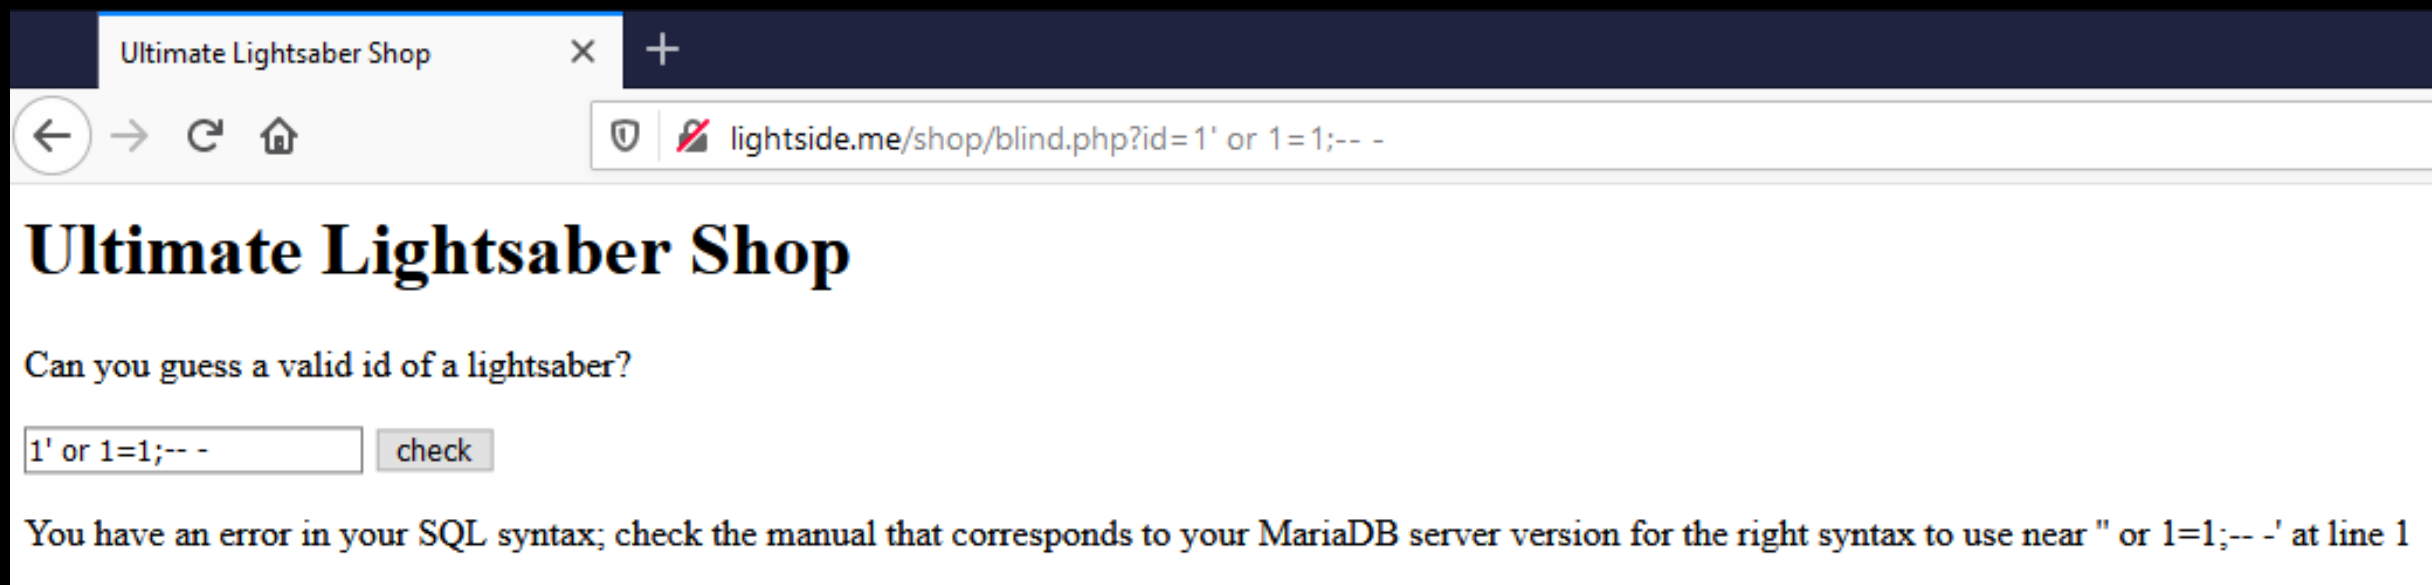 Ultimate Lightsaber Shop
lightside.me/shop/blind.php?id=1' or 1=1;-- -
Ultimate Lightsaber Shop
Can you guess a valid id of a lightsaber?
1' or 1=1;-- - check
You have an error in your SQL syntax; check the manual that corresponds to your MariaDB server version for the right syntax to use near '' or 1=1;-- -' at line 1